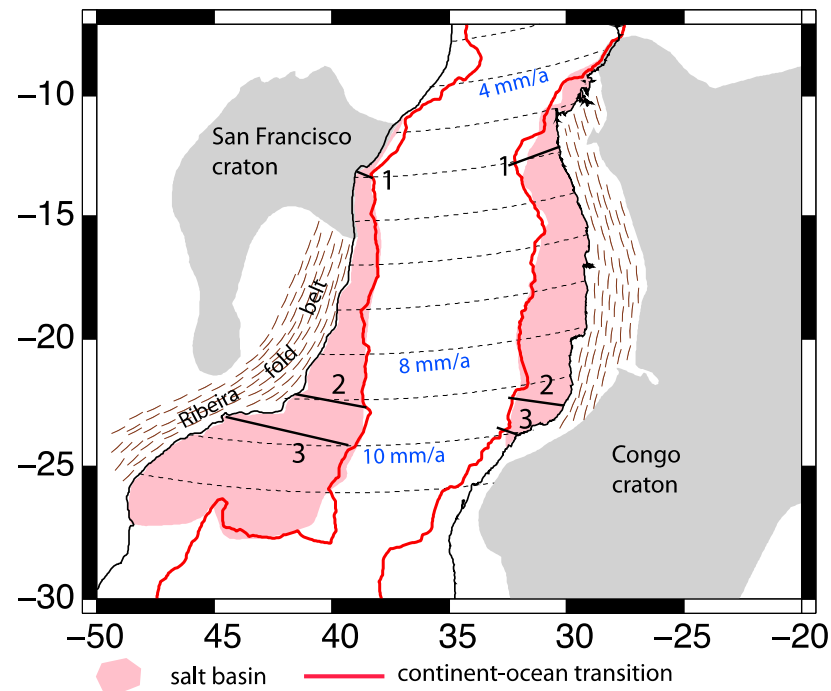 −10
−15
−20
−25
−30
4 mm/a
San Francisco
craton
1
1
belt
fold
Ribeira
8 mm/a
2
2
3
3
10 mm/a
Congo
craton
−50
45
40
35
30
−25
−20
salt basin
continent-ocean transition